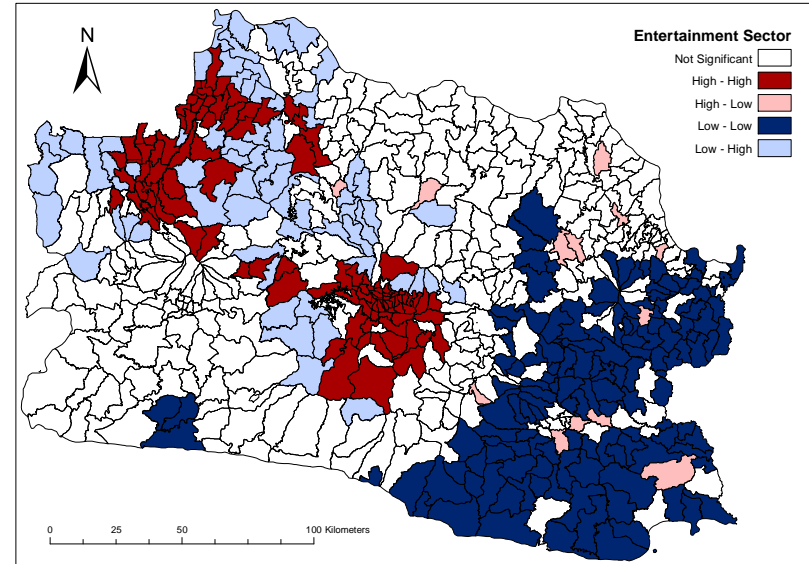 N
Entertainment Sector
Not Significant
High - High
High - Low
Low - Low
Low - High
0 25 50 100 Kilometers